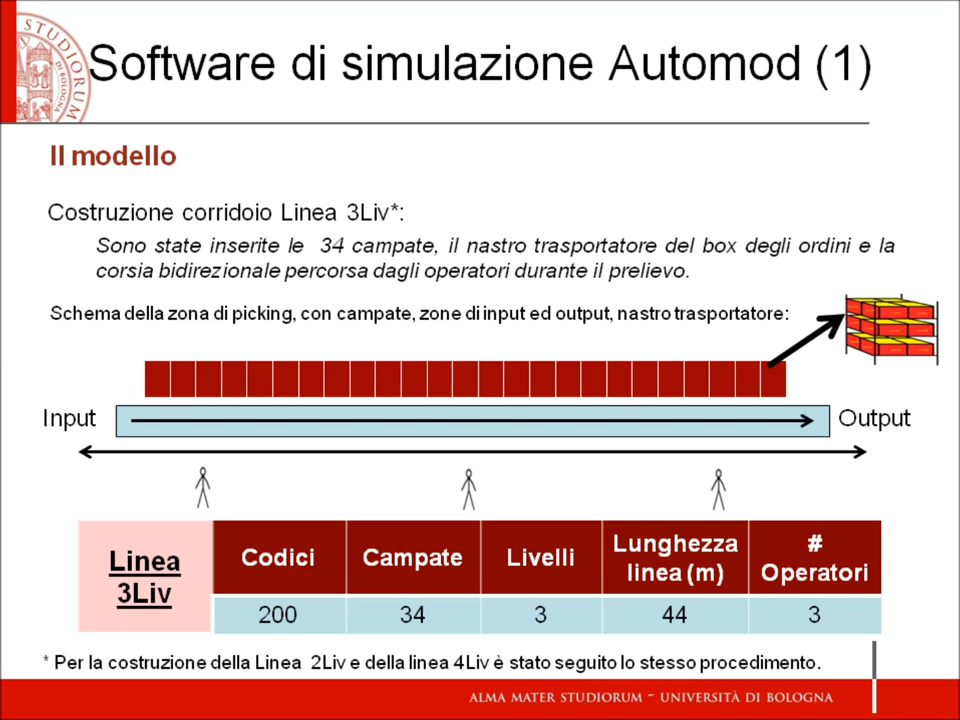 STUDIORUM
DI BOLOGNA
Software di simulazione Automod (1)
Il modello
Costruzione corridoio Linea 3Liv*:
Sono state inserite le 34 campate, il nastro trasportatore del box degli ordini e la
corsia bidirezionale percorsa dagli operatori durante il prelievo.
Schema della zona di picking, con campate, zone di input ed output, nastro trasportatore:
Input
Output
Linea
3Liv
Codici
Campate
Livelli
Lunghezza
linea (m)
#
Operatori
200
34
3
44
3
* Per la costruzione della Linea 2Liv e della linea 4Liv è stato seguito lo stesso procedimento.
ALMA MATER STUDIORUM – UNIVERSITÀ DI BOLOGNA